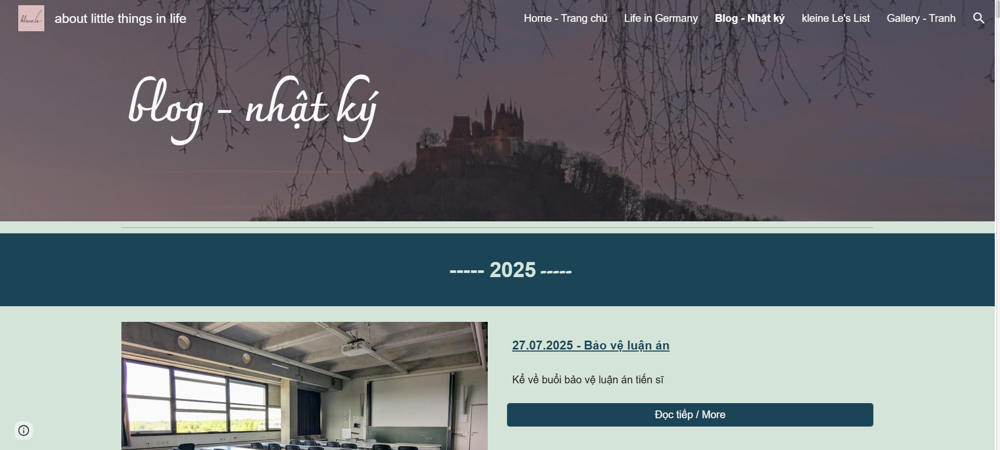 kleine le
about little things in life
Home - Trang chủ
Life in Germany
Blog - Nhật ký
kleine Le's List
Gallery - Tranh
blog - nhật ký
----- 2025 -----
27.07.2025 - Bảo vệ luận án
Kể về buổi bảo vệ luận án tiến sĩ
Đọc tiếp / More